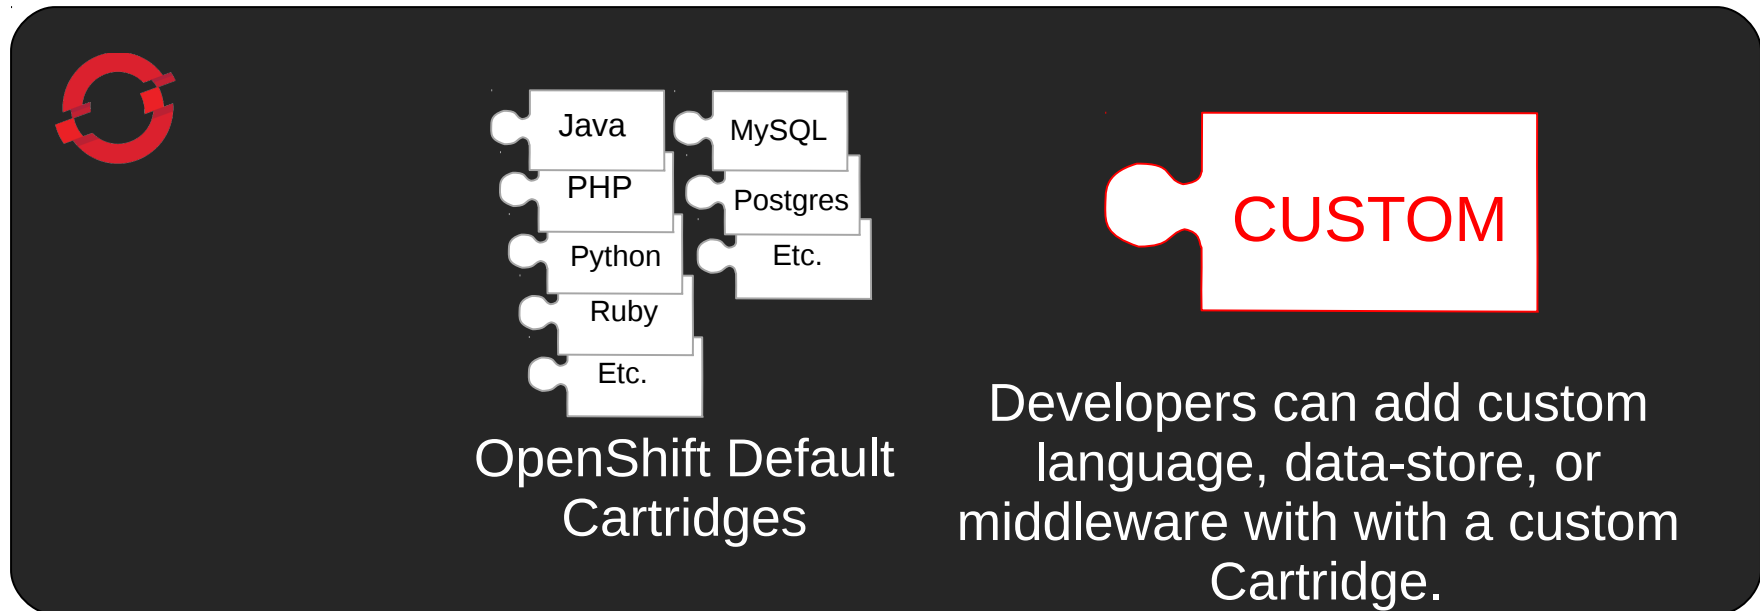 Java
PHP
Python
Ruby
Etc.
MySQL
Postgres
Etc.
OpenShift Default
Cartridges
CUSTOM
Developers can add custom
language, data-store, or
middleware with with a custom
Cartridge.